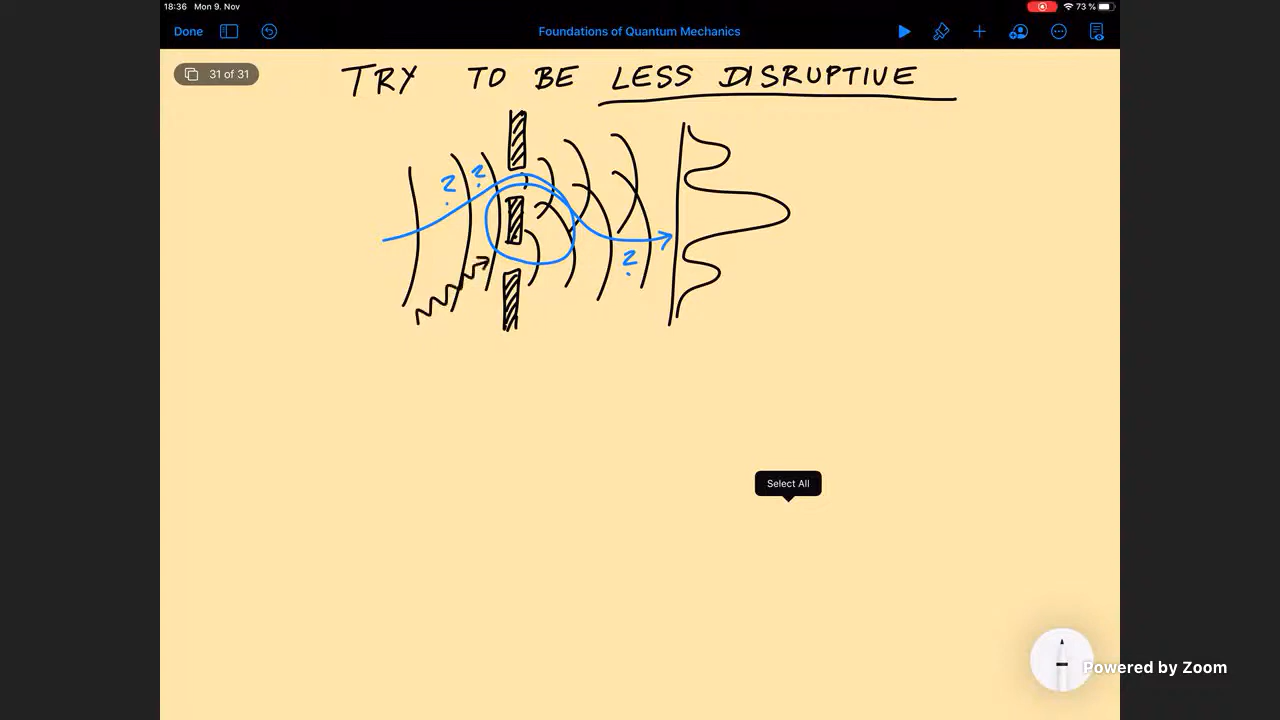 18:36 Mon 9. Nov
73 %
Done
Foundations of Quantum Mechanics
31 of 31
TRY TO BE LESS DISRUPTIVE
? ?
?
Select All
Powered by Zoom